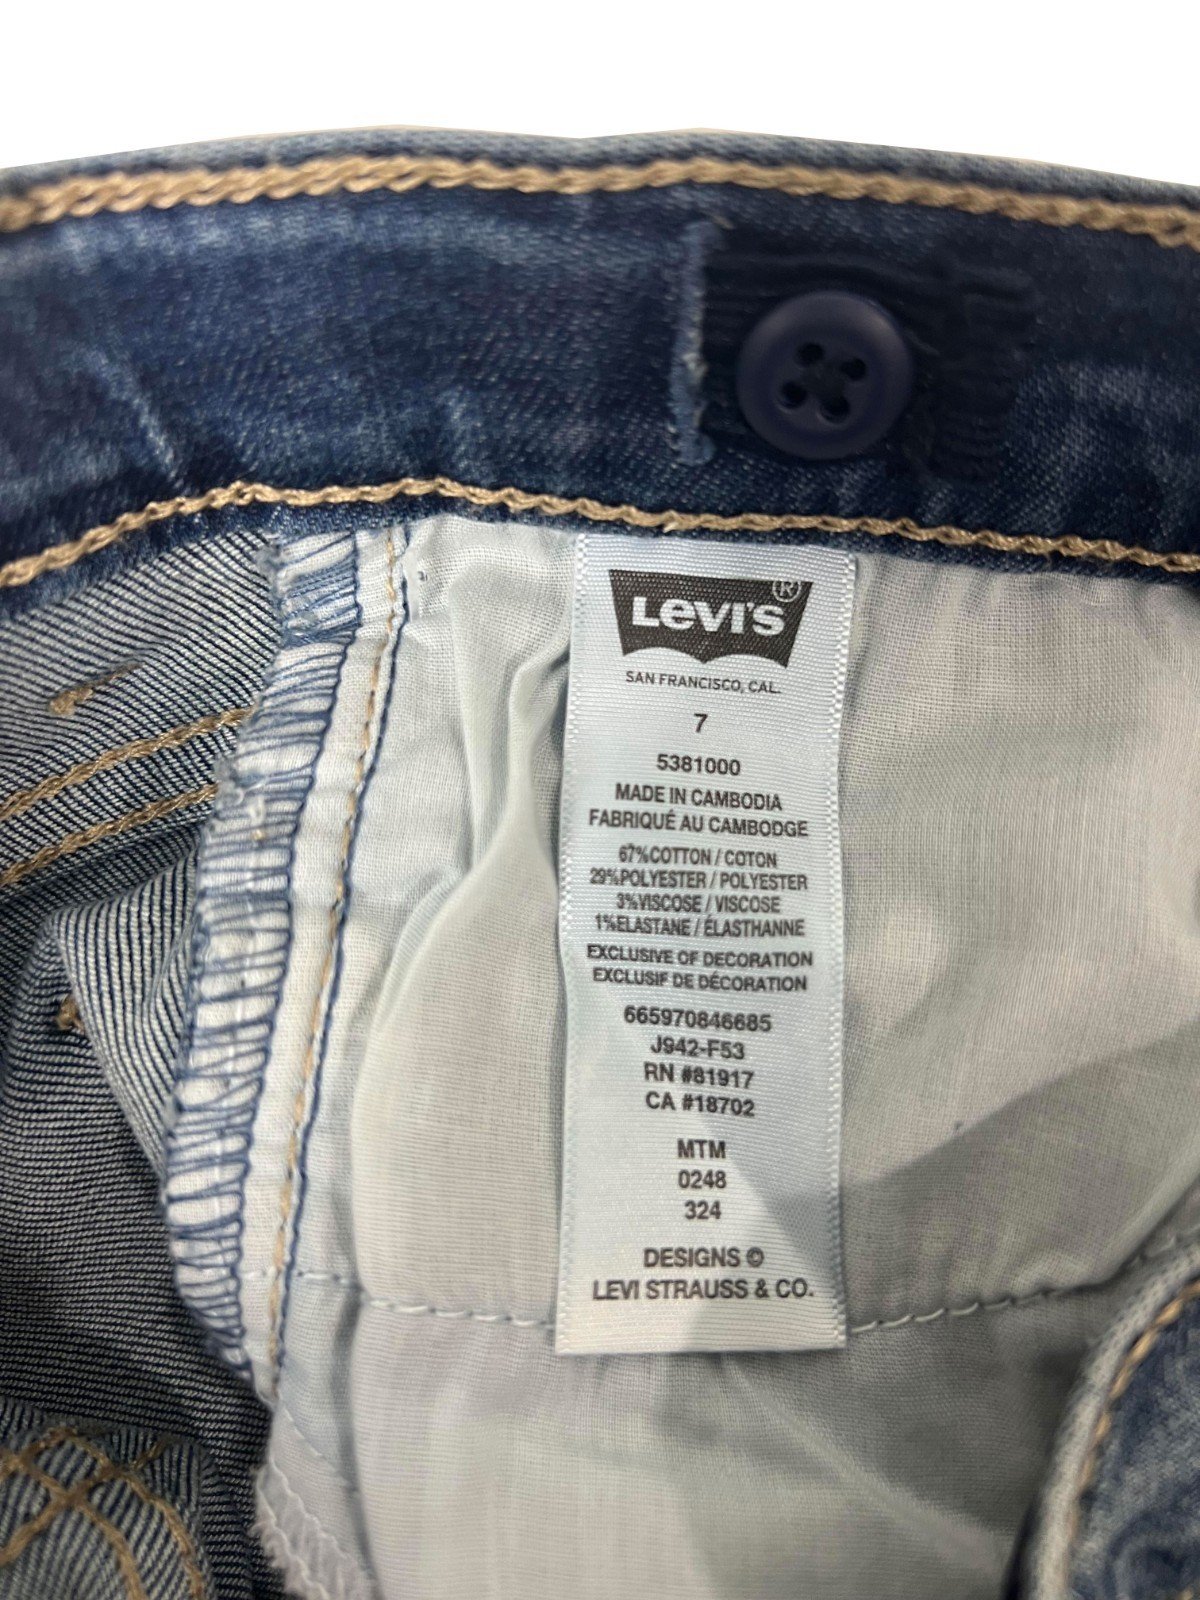 LEVI'S®
SAN FRANCISCO, CAL.
7
5381000
MADE IN CAMBODIA
FABRIQUÉ AU CAMBODGE
67%COTTON / COTON
29%POLYESTER / POLYESTER
3%VISCOSE / VISCOSE
1%ELASTANE / ÉLASTHANNE
EXCLUSIVE OF DECORATION
EXCLUSIF DE DÉCORATION
665970846685
J942-F53
RN #81917
CA #18702
MTM
0248
324
DESIGNS ©
LEVI STRAUSS & CO.